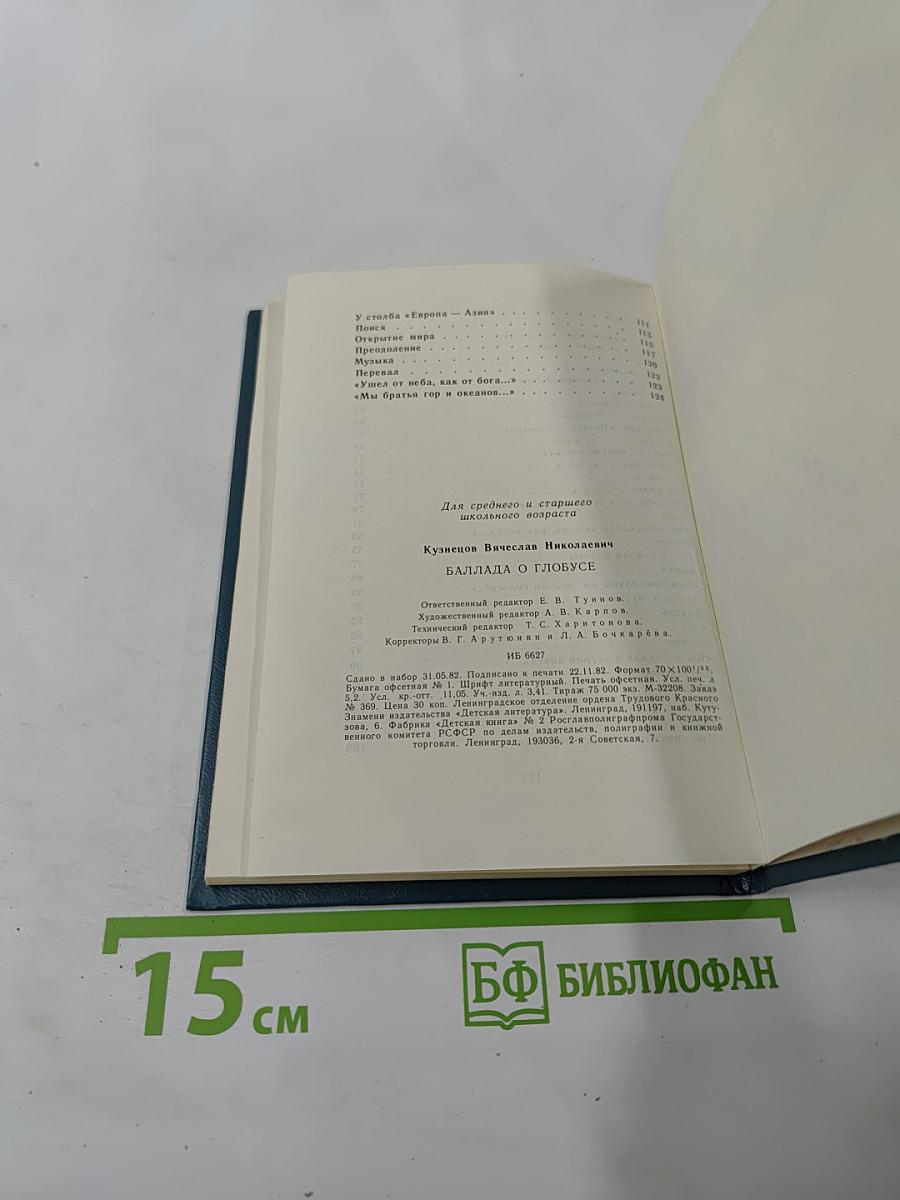 У столба «Европа — Азия» . . . . . . . . . 111
Поиск . . . . . . . . . . . . . . . 113
Открытие мира . . . . . . . . . . . . 115
Преодоление . . . . . . . . . . . . . 117
Музыка . . . . . . . . . . . . . . . 120
Перевал . . . . . . . . . . . . . . . 122
«Ушел от неба, как от бога...» . . . . . . . . 123
«Мы братья гор и океанов...» . . . . . . . . . 124
Для среднего и старшего
школьного возраста
Кузнецов Вячеслав Николаевич
БАЛЛАДА О ГЛОБУСЕ
Ответственный редактор Е. В. Туинов.
Художественный редактор А. В. Карпов.
Технический редактор Т. С. Харитонова.
Корректоры В. Г. Арутюнян и Л. А. Бочкарёва.
ИБ 6627
Сдано в набор 31.05.82. Подписано к печати 22.11.82. Формат 70×100¹/₃₂.
Бумага офсетная № 1. Шрифт литературный. Печать офсетная. Усл. печ. л
5,2. Усл. кр.-отт. 11,05. Уч.-изд. л. 3,41. Тираж 75 000 экз. М-32208. Заказ
№ 369. Цена 30 коп. Ленинградское отделение ордена Трудового Красного
Знамени издательства «Детская литература». Ленинград, 191197, наб. Куту-
зова, 6. Фабрика «Детская книга» № 2 Росглавполиграфпрома Государст-
венного комитета РСФСР по делам издательств, полиграфии и книжной
торговли. Ленинград, 193036, 2-я Советская, 7.
15 см
БФ БИБЛИОФАН